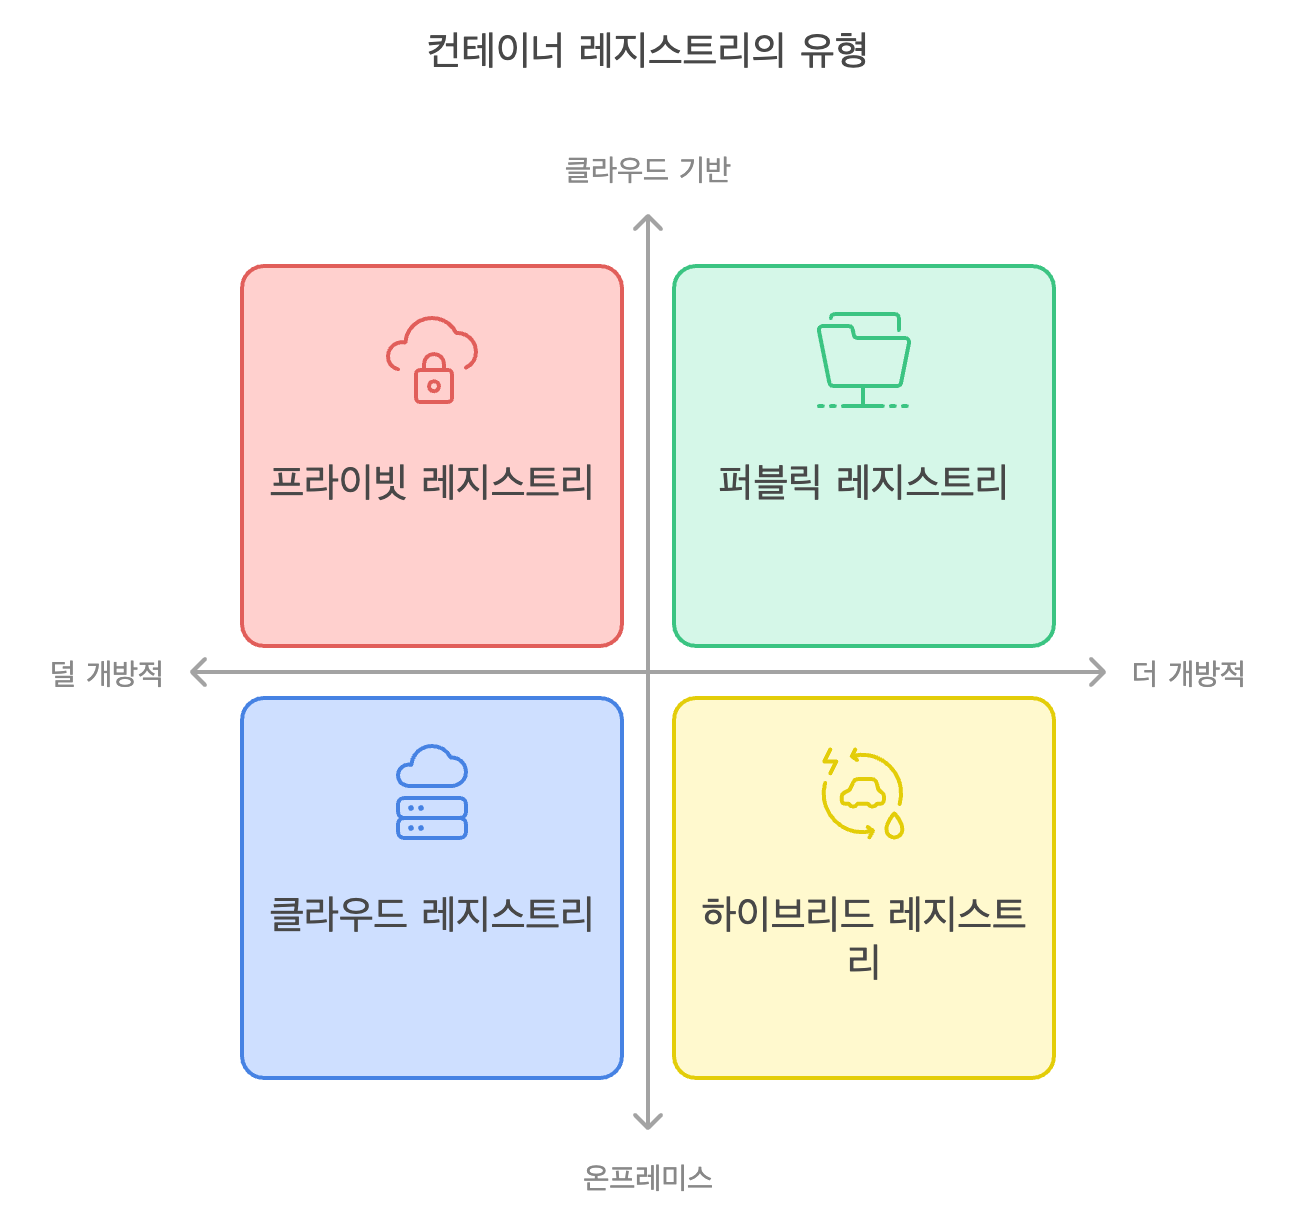 컨테이너 레지스트리의 유형
클라우드 기반
프라이빗 레지스트리
퍼블릭 레지스트리
덜 개방적
더 개방적
클라우드 레지스트리
하이브리드 레지스트
리
온프레미스